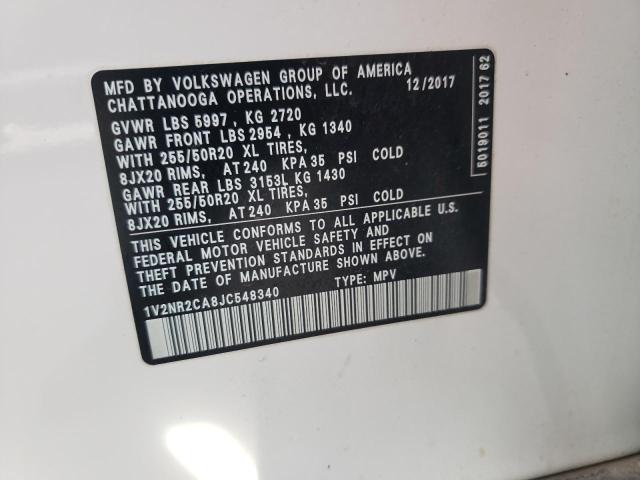 MFD BY VOLKSWAGEN GROUP OF AMERICA
CHATTANOOGA OPERATIONS, LLC. 12/2017
GVWR LBS 5997, KG 2720
GAWR FRONT LBS 2954, KG 1340
WITH 255/50R20 XL TIRES,
8JX20 RIMS, AT 240 KPA 35 PSI COLD
GAWR REAR LBS 3153L KG 1430
WITH 255/50R20 XL TIRES,
8JX20 RIMS, AT 240 KPA 35 PSI COLD
THIS VEHICLE CONFORMS TO ALL APPLICABLE U.S.
FEDERAL MOTOR VEHICLE SAFETY AND
THEFT PREVENTION STANDARDS IN EFFECT ON
THE DATE OF MANUFACTURE SHOWN ABOVE.
1V2NR2CA8JC548340 TYPE: MPV
5019011 2017 62